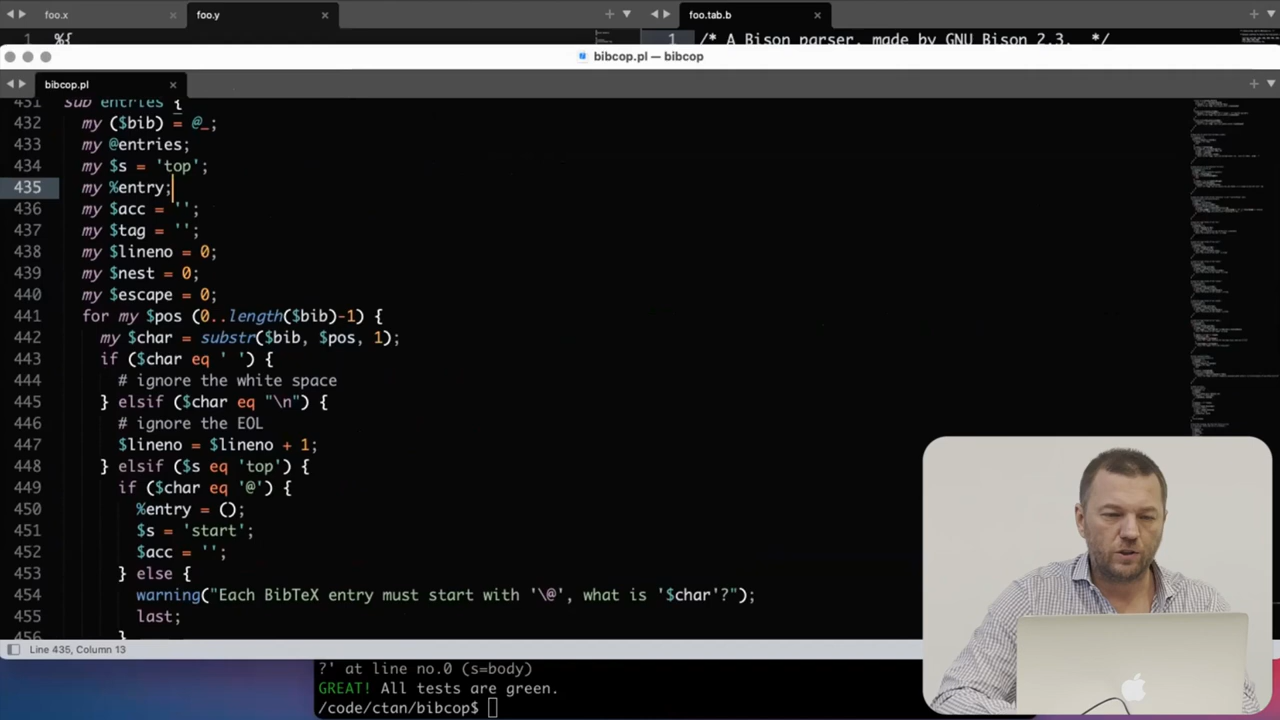 foo.x
foo.y
foo.tab.b
1 %{
1 /* A Bison parser, made by GNU Bison 2.3. */
bibcop.pl — bibcop
bibcop.pl
451 sub entries {
432 my ($bib) = @_;
433 my @entries;
434 my $s = 'top';
435 my %entry;
436 my $acc = '';
437 my $tag = '';
438 my $lineno = 0;
439 my $nest = 0;
440 my $escape = 0;
441 for my $pos (0..length($bib)-1) {
442 my $char = substr($bib, $pos, 1);
443 if ($char eq ' ') {
444 # ignore the white space
445 } elsif ($char eq "\n") {
446 # ignore the EOL
447 $lineno = $lineno + 1;
448 } elsif ($s eq 'top') {
449 if ($char eq '@') {
450 %entry = ();
451 $s = 'start';
452 $acc = '';
453 } else {
454 warning("Each BibTeX entry must start with '\@', what is '$char'?");
455 last;
456 }
Line 435, Column 13
?' at line no.0 (s=body)
GREAT! All tests are green.
/code/ctan/bibcop$